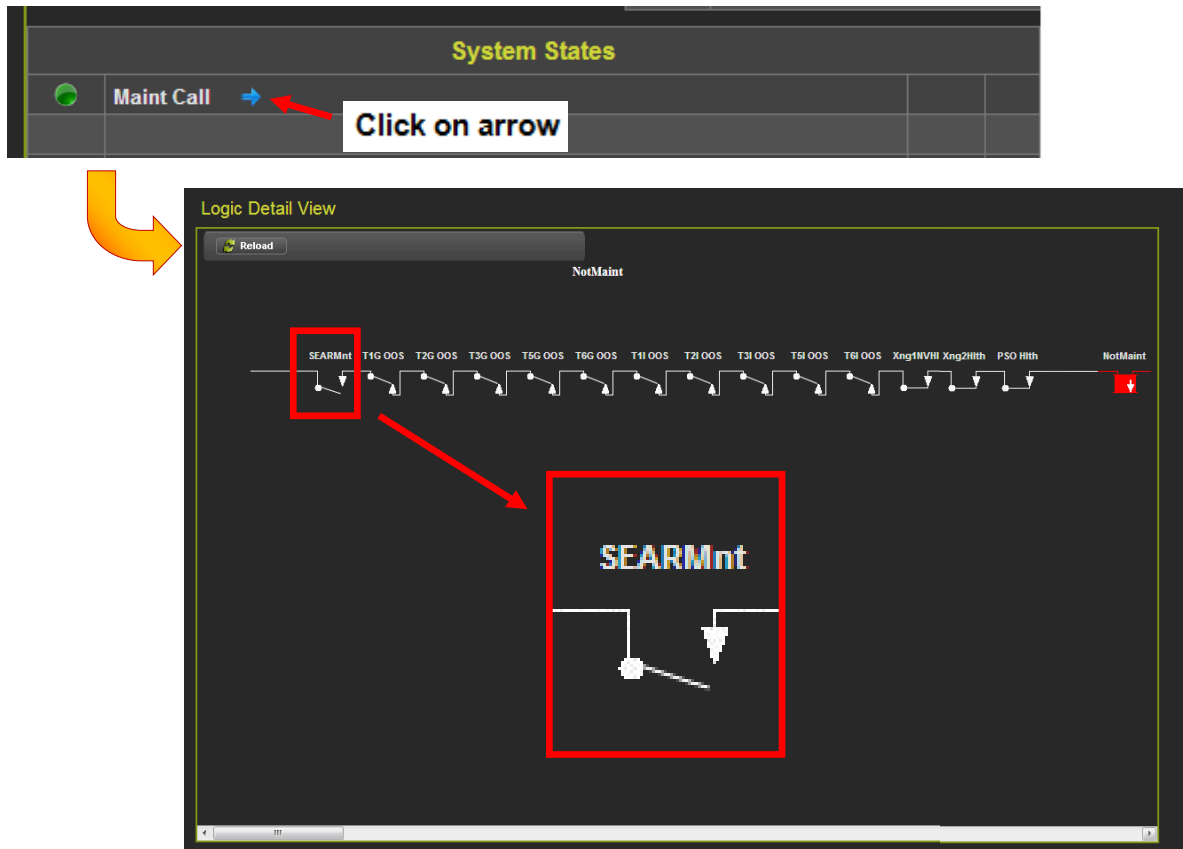 System States
Maint Call
Click on arrow
Logic Detail View
Reload
NotMaint
SEARMnt T1G OOS T2G OOS T3G OOS T5G OOS T6G OOS T1I OOS T2I OOS T3I OOS T5I OOS T6I OOS Xng1NVHl Xng2Hlth PSO Hlth NotMaint
SEARMnt